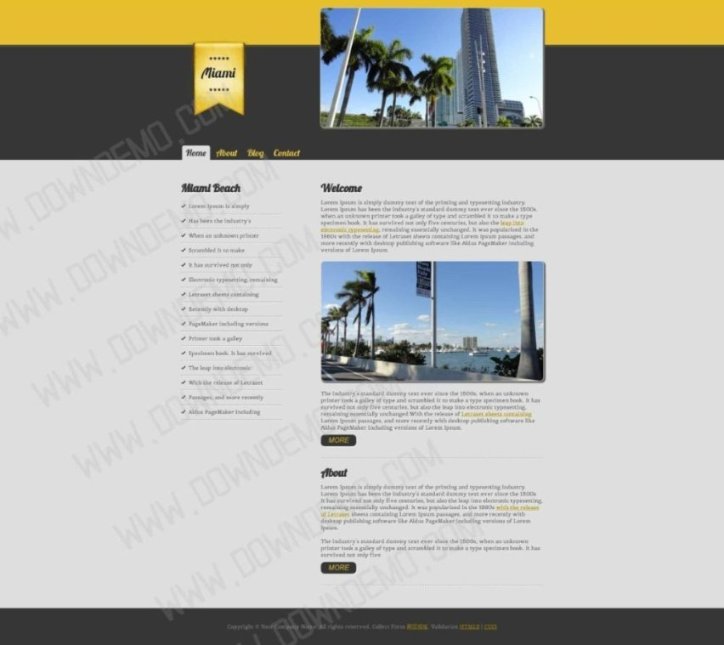 Miami
Home About Blog Contact
Miami Beach
Lorem Ipsum is simply
Has been the industry's
When an unknown printer
Scrambled it to make
It has survived not only
Electronic typesetting, remaining
Letraset sheets containing
Recently with desktop
PageMaker including versions
Printer took a galley
Specimen book. It has survived
The leap into electronic
With the release of Letraset
Passages, and more recently
Aldus PageMaker including
Welcome
Lorem Ipsum is simply dummy text of the printing and typesetting industry.
Lorem Ipsum has been the industry's standard dummy text ever since the 1500s,
when an unknown printer took a galley of type and scrambled it to make a type
specimen book. It has survived not only five centuries, but also the leap into
electronic typesetting, remaining essentially unchanged. It was popularised in the
1960s with the release of Letraset sheets containing Lorem Ipsum passages, and
more recently with desktop publishing software like Aldus PageMaker including
versions of Lorem Ipsum.
The industry's standard dummy text ever since the 1500s, when an unknown
printer took a galley of type and scrambled it to make a type specimen book. It has
survived not only five centuries, but also the leap into electronic typesetting,
remaining essentially unchanged With the release of Letraset sheets containing
Lorem Ipsum passages, and more recently with desktop publishing software like
Aldus PageMaker including versions of Lorem Ipsum.
MORE
About
Lorem Ipsum is simply dummy text of the printing and typesetting industry.
Lorem Ipsum has been the industry's standard dummy text ever since the 1500s
survived not only five centuries, but also the leap into electronic typesetting,
remaining essentially unchanged. It was popularised in the 1960s with the release
of Letraset sheets containing Lorem Ipsum passages, and more recently with
desktop publishing software like Aldus PageMaker including versions of Lorem
Ipsum.
The industry's standard dummy text ever since the 1500s, when an unknown
printer took a galley of type and scrambled it to make a type specimen book. It has
survived not only five
MORE
Copyright © Your Company Name. All rights reserved. Collect from 网页模板. Validation HTML5 | CSS3
WWW.DOWNDEMO.COM